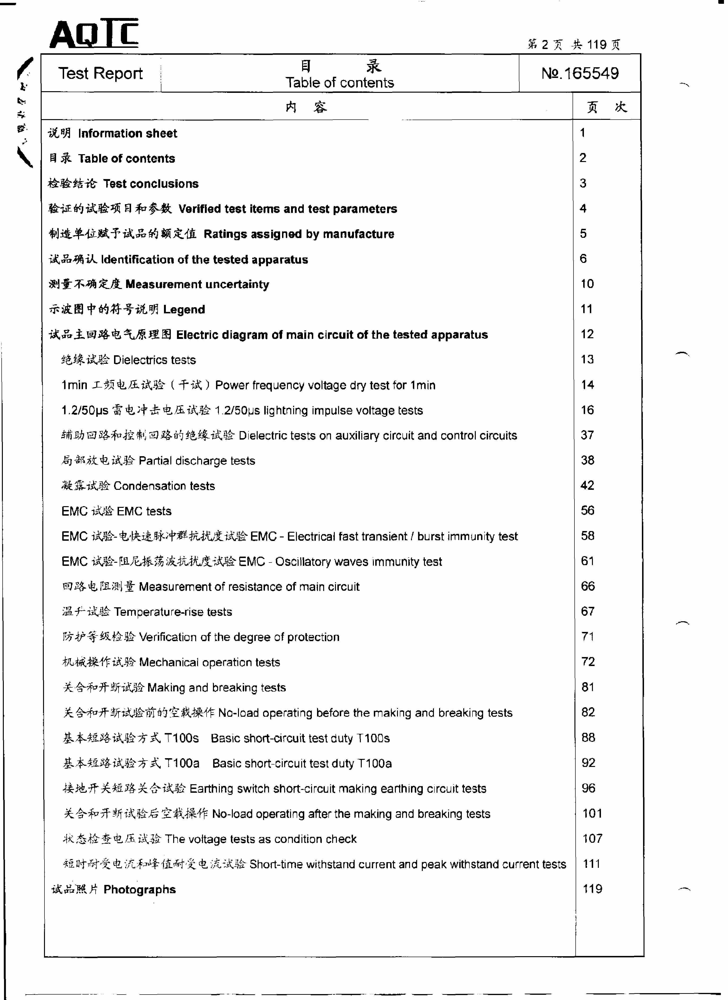 AQTC
第 2 页 共 119 页
Test Report
目 录
Table of contents
№.165549
内 容 页 次
说明 Information sheet 1
目录 Table of contents 2
检验结论 Test conclusions 3
验证的试验项目和参数 Verified test items and test parameters 4
制造单位赋予试品的额定值 Ratings assigned by manufacture 5
试品确认 Identification of the tested apparatus 6
测量不确定度 Measurement uncertainty 10
示波图中的符号说明 Legend 11
试品主回路电气原理图 Electric diagram of main circuit of the tested apparatus 12
绝缘试验 Dielectrics tests 13
1min 工频电压试验（干试）Power frequency voltage dry test for 1min 14
1.2/50μs 雷电冲击电压试验 1.2/50μs lightning impulse voltage tests 16
辅助回路和控制回路的绝缘试验 Dielectric tests on auxiliary circuit and control circuits 37
局部放电试验 Partial discharge tests 38
凝露试验 Condensation tests 42
EMC 试验 EMC tests 56
EMC 试验-电快速脉冲群抗扰度试验 EMC - Electrical fast transient / burst immunity test 58
EMC 试验-阻尼振荡波抗扰度试验 EMC - Oscillatory waves immunity test 61
回路电阻测量 Measurement of resistance of main circuit 66
温升试验 Temperature-rise tests 67
防护等级检验 Verification of the degree of protection 71
机械操作试验 Mechanical operation tests 72
关合和开断试验 Making and breaking tests 81
关合和开断试验前的空载操作 No-load operating before the making and breaking tests 82
基本短路试验方式 T100s Basic short-circuit test duty T100s 88
基本短路试验方式 T100a Basic short-circuit test duty T100a 92
接地开关短路关合试验 Earthing switch short-circuit making earthing circuit tests 96
关合和开断试验后空载操作 No-load operating after the making and breaking tests 101
状态检查电压试验 The voltage tests as condition check 107
短时耐受电流和峰值耐受电流试验 Short-time withstand current and peak withstand current tests 111
试品照片 Photographs 119